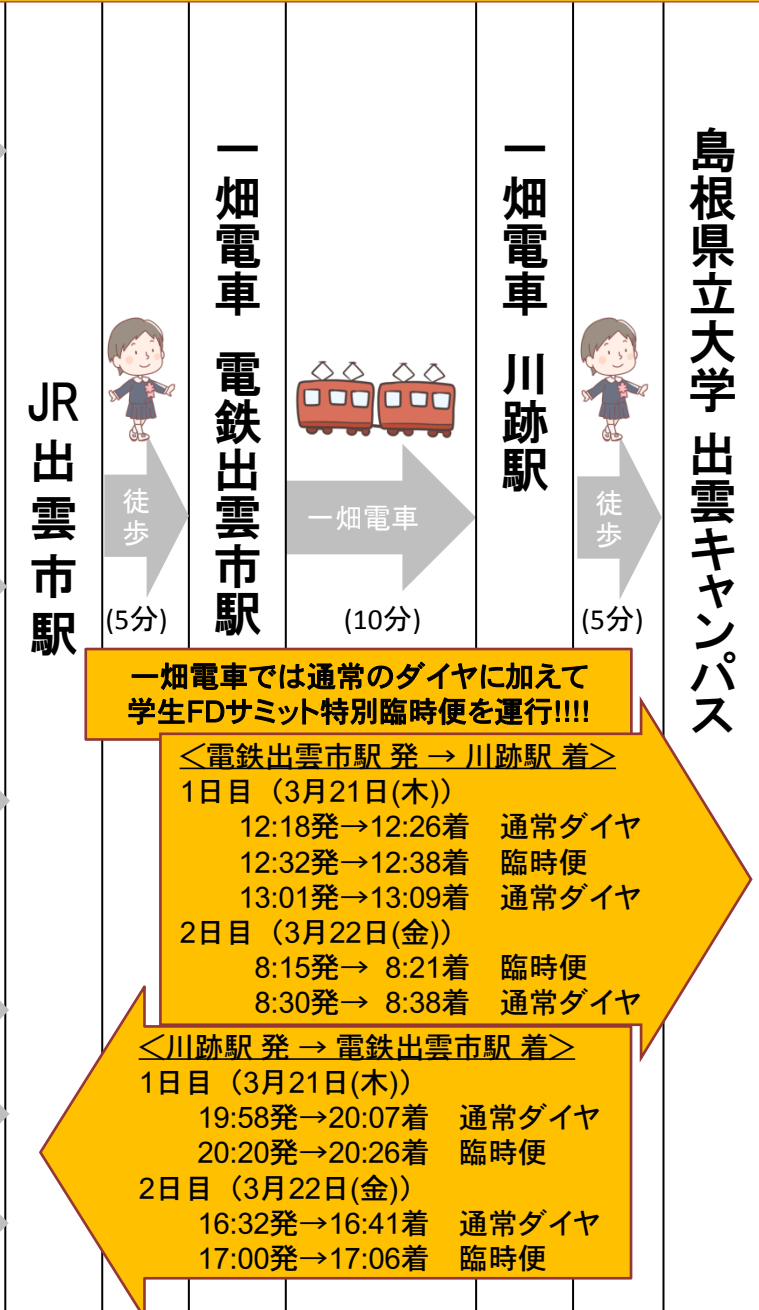 JR出雲市駅
徒歩
(5分)
一畑電車　電鉄出雲市駅
一畑電車
(10分)
一畑電車　川跡駅
徒歩
(5分)
島根県立大学 出雲キャンパス
一畑電車では通常のダイヤに加えて
学生FDサミット特別臨時便を運行!!!!
＜電鉄出雲市駅 発 → 川跡駅 着＞
1日目（3月21日(木)）
12:18発→12:26着　通常ダイヤ
12:32発→12:38着　臨時便
13:01発→13:09着　通常ダイヤ
2日目（3月22日(金)）
8:15発→ 8:21着　臨時便
8:30発→ 8:38着　通常ダイヤ
＜川跡駅 発 → 電鉄出雲市駅 着＞
1日目（3月21日(木)）
19:58発→20:07着　通常ダイヤ
20:20発→20:26着　臨時便
2日目（3月22日(金)）
16:32発→16:41着　通常ダイヤ
17:00発→17:06着　臨時便